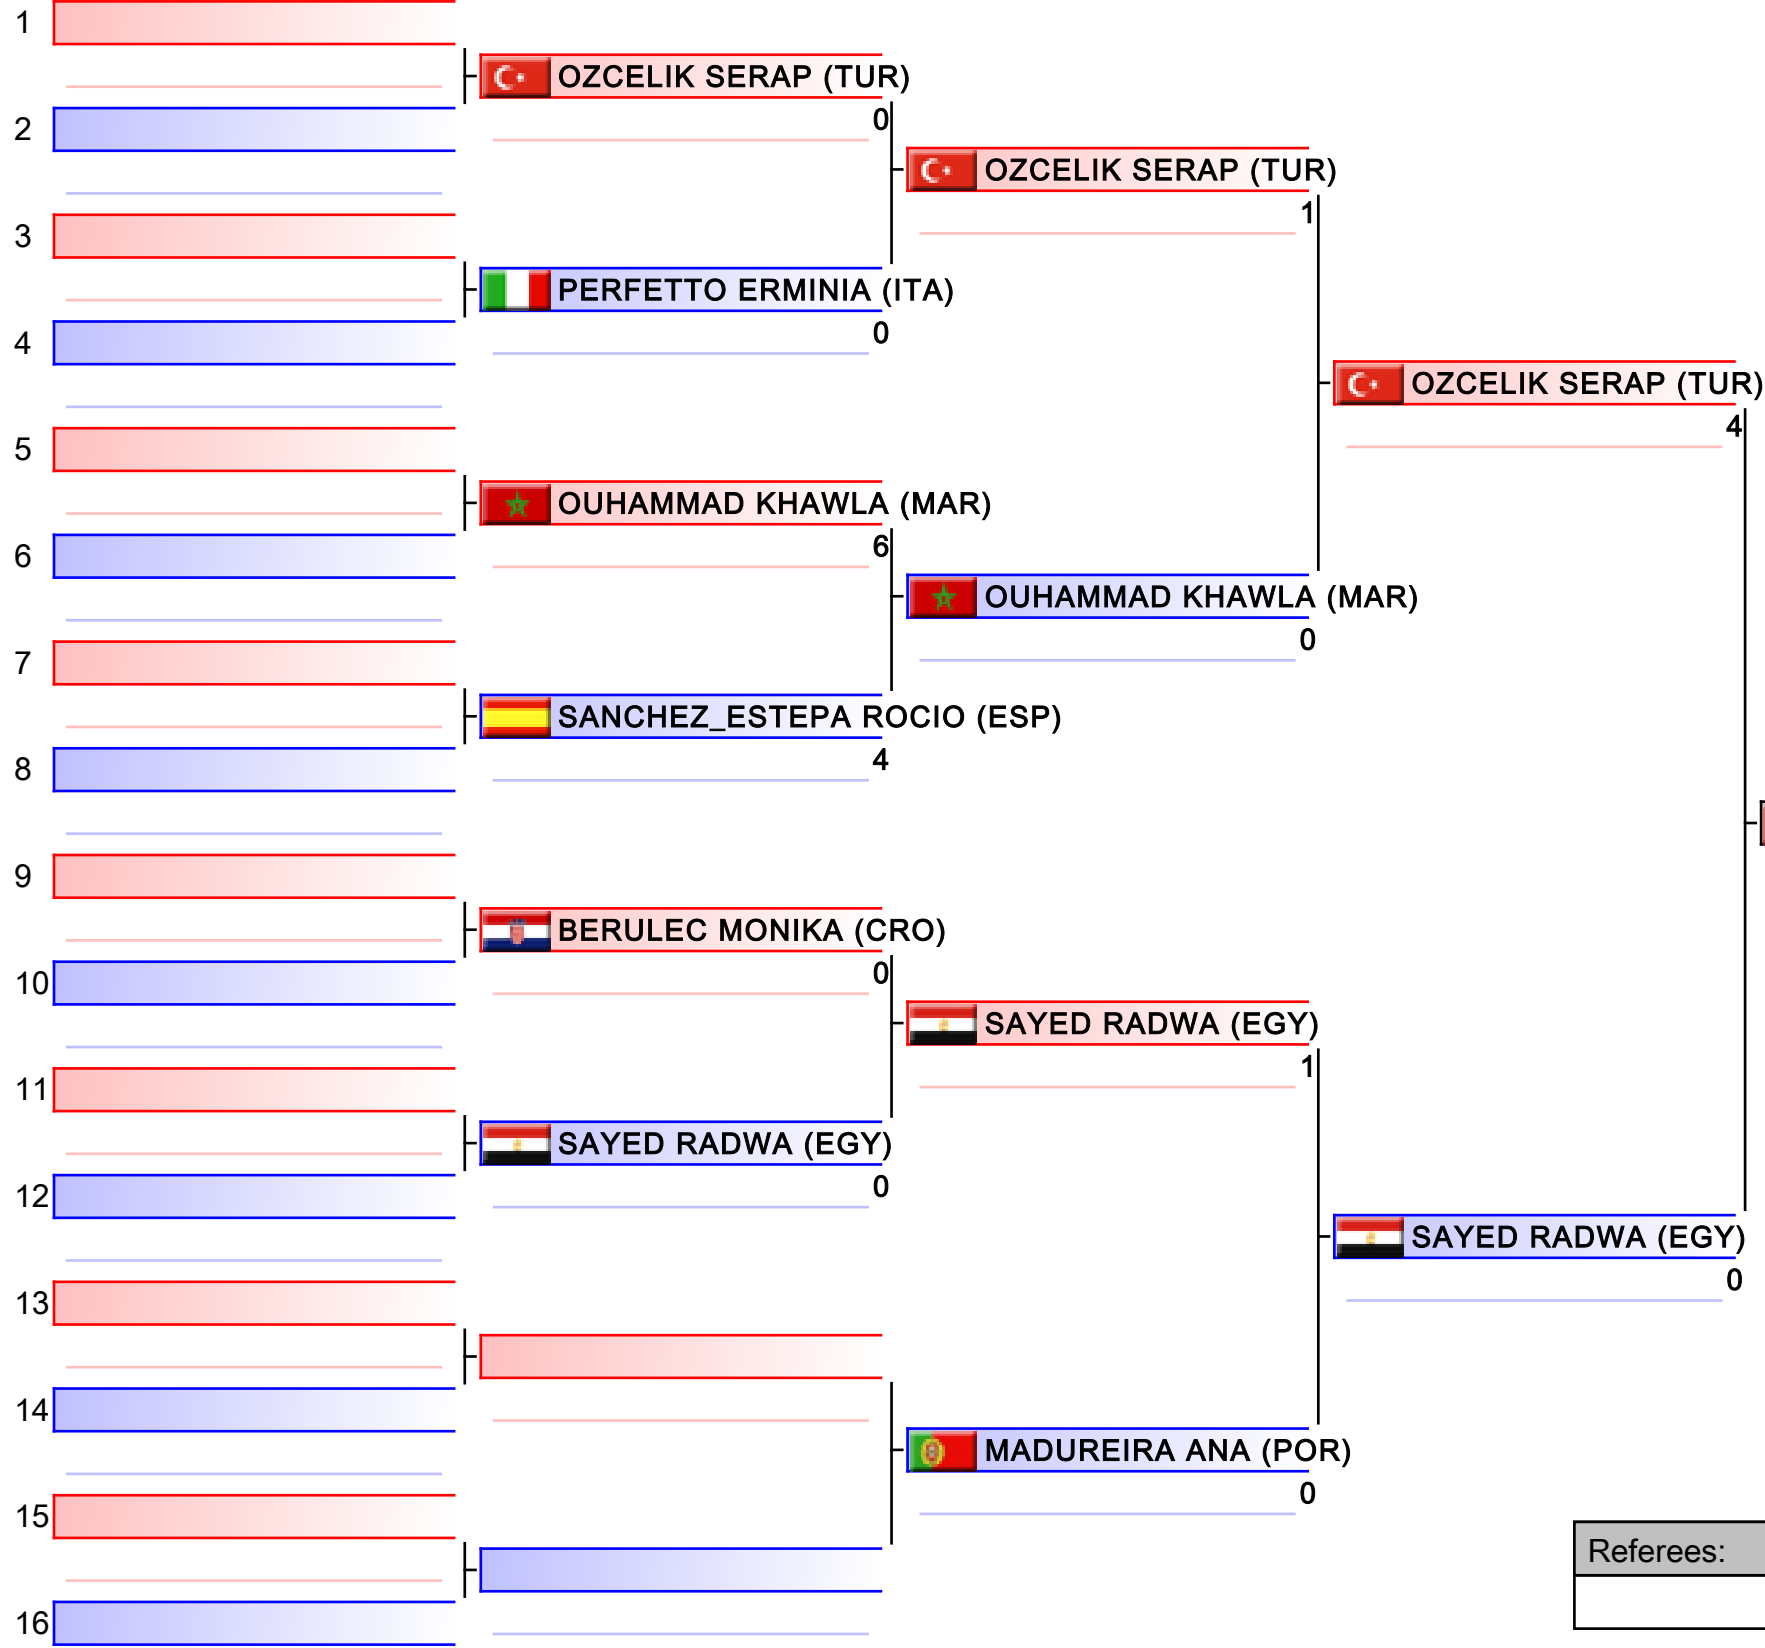 1
OZCELIK SERAP (TUR)
0
2
OZCELIK SERAP (TUR)
1
3
PERFETTO ERMINIA (ITA)
0
4
OZCELIK SERAP (TUR)
4
5
OUHAMMAD KHAWLA (MAR)
6
6
OUHAMMAD KHAWLA (MAR)
0
7
SANCHEZ_ESTEPA ROCIO (ESP)
4
8
9
BERULEC MONIKA (CRO)
0
10
SAYED RADWA (EGY)
1
11
SAYED RADWA (EGY)
0
12
SAYED RADWA (EGY)
0
13
14
MADUREIRA ANA (POR)
0
15
Referees:
16